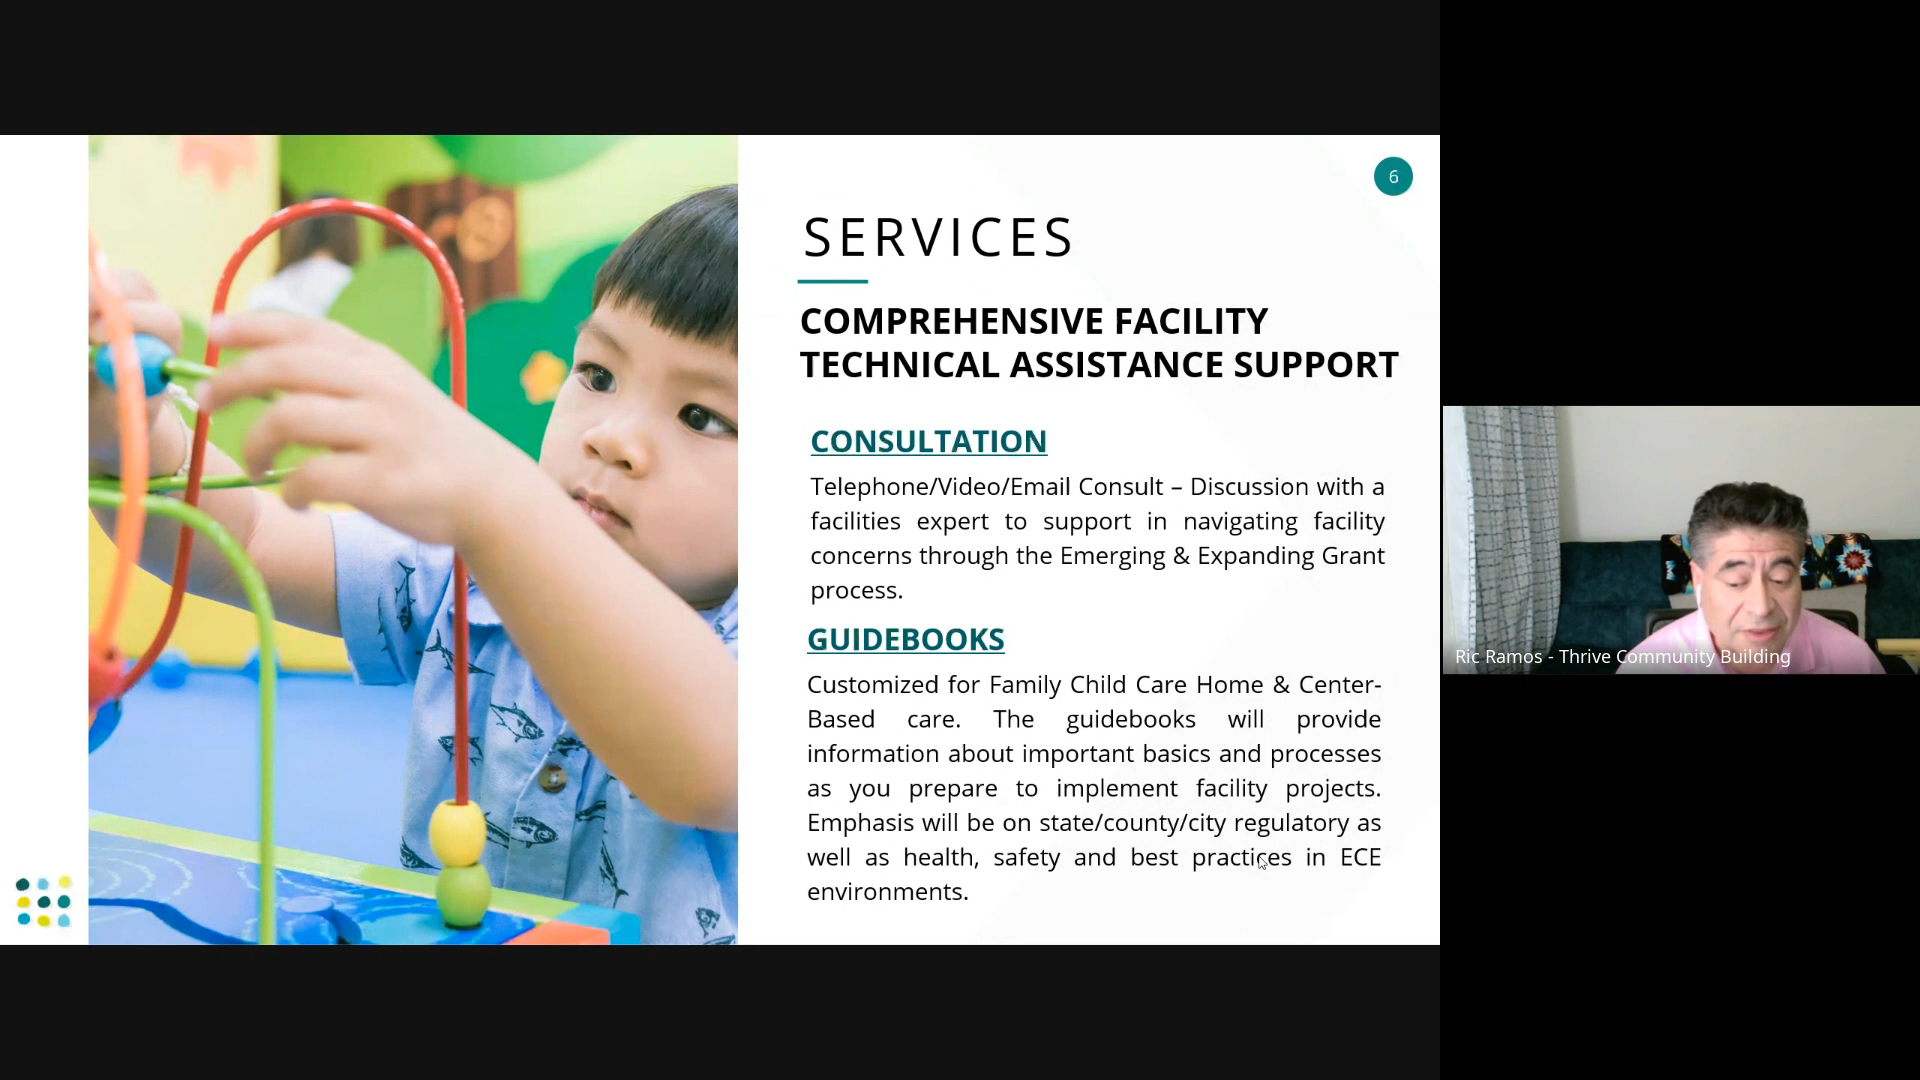 6
SERVICES
COMPREHENSIVE FACILITY
TECHNICAL ASSISTANCE SUPPORT
CONSULTATION
Telephone/Video/Email Consult – Discussion with a
facilities expert to support in navigating facility
concerns through the Emerging & Expanding Grant
process.
GUIDEBOOKS
Customized for Family Child Care Home & Center-
Based care. The guidebooks will provide
information about important basics and processes
as you prepare to implement facility projects.
Emphasis will be on state/county/city regulatory as
well as health, safety and best practices in ECE
environments.
Ric Ramos - Thrive Community Building